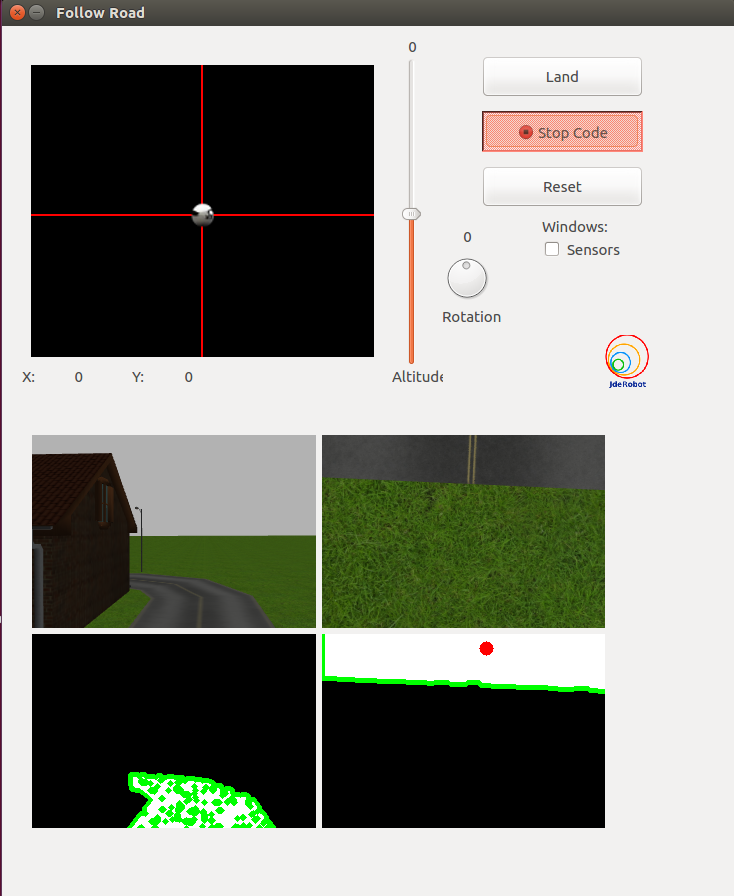 Follow Road
0
Land
Stop Code
Reset
Windows:
Sensors
0
Rotation
X: 0 Y: 0
Altitude
JdeRobot